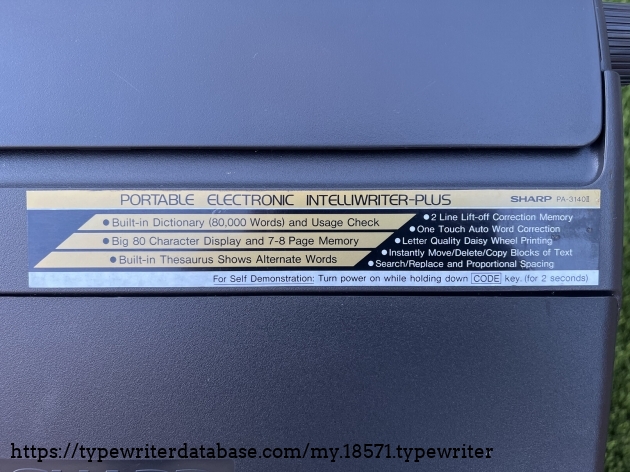 PORTABLE ELECTRONIC INTELLIWRITER-PLUS SHARP PA-3140II
● Built-in Dictionary (80,000 Words) and Usage Check
● Big 80 Character Display and 7-8 Page Memory
● Built-in Thesaurus Shows Alternate Words
● 2 Line Lift-off Correction Memory
● One Touch Auto Word Correction
● Letter Quality Daisy Wheel Printing
● Instantly Move/Delete/Copy Blocks of Text
● Search/Replace and Proportional Spacing
For Self Demonstration: Turn power on while holding down CODE key. (for 2 seconds)
https://typewriterdatabase.com/my.18571.typewriter